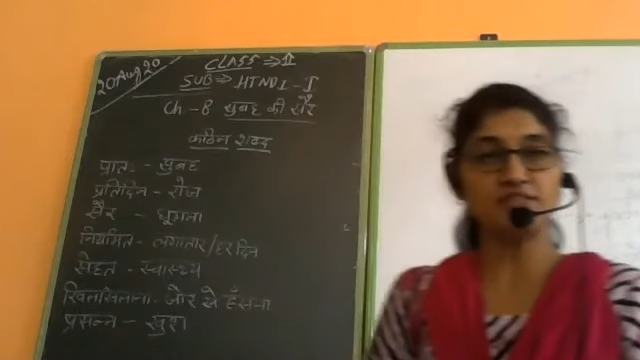 20 Aug 20
CLASS ⇒ II
SUB ⇒ HINDI - I
Ch. - 8 सुबह की सैर
कठिन शब्द
प्रातः - सुबह
प्रतिदिन - रोज
सैर - घूमना
नियमित - लगातार/हर दिन
सेहत - स्वास्थ्य
खिलखिलाना - जोर से हँसना
प्रसन्न - खुश